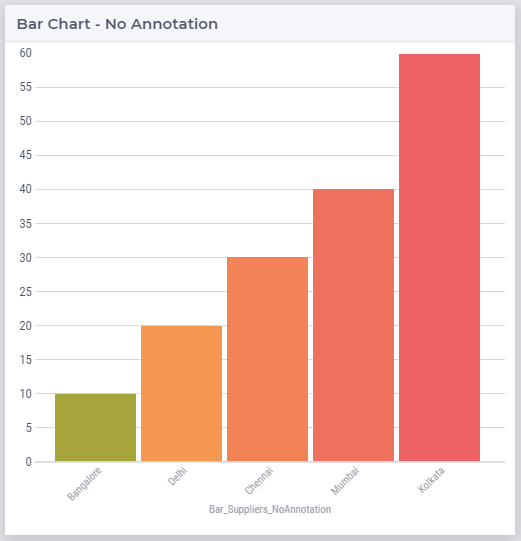 Bar Chart - No Annotation
60
55
50
45
40
35
30
25
20
15
10
5
0
Bangalore
Delhi
Chennai
Mumbai
Kolkata
Bar_Suppliers_NoAnnotation